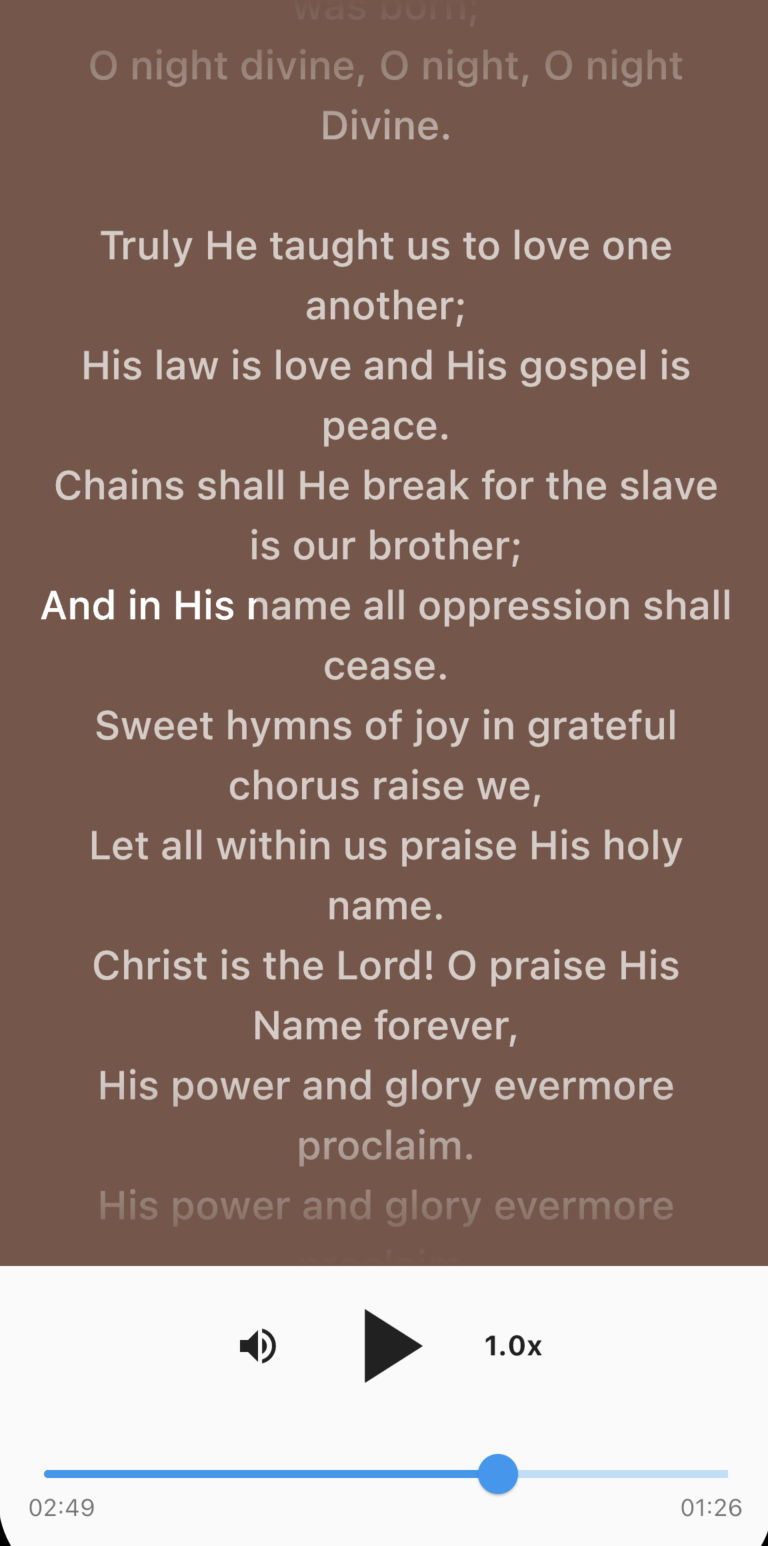 was born;
O night divine, O night, O night
Divine.
Truly He taught us to love one
another;
His law is love and His gospel is
peace.
Chains shall He break for the slave
is our brother;
And in His name all oppression shall
cease.
Sweet hymns of joy in grateful
chorus raise we,
Let all within us praise His holy
name.
Christ is the Lord! O praise His
Name forever,
His power and glory evermore
proclaim.
His power and glory evermore
proclaim.
1.0x
02:49
01:26